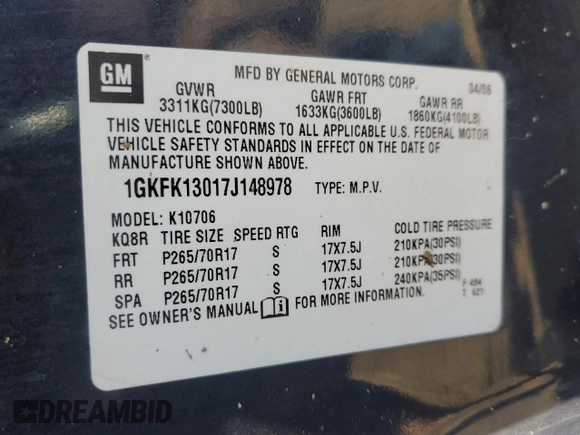 GM
MFD BY GENERAL MOTORS CORP. 04/06
GVWR GAWR FRT GAWR RR
3311KG(7300LB) 1633KG(3600LB) 1860KG(4100LB)
THIS VEHICLE CONFORMS TO ALL APPLICABLE U.S. FEDERAL MOTOR
VEHICLE SAFETY STANDARDS IN EFFECT ON THE DATE OF
MANUFACTURE SHOWN ABOVE.
1GKFK13017J148978 TYPE: M.P.V.
MODEL: K10706
KQ8R TIRE SIZE SPEED RTG RIM COLD TIRE PRESSURE
FRT P265/70R17 S 17X7.5J 210KPA(30PSI)
RR P265/70R17 S 17X7.5J 210KPA(30PSI)
SPA P265/70R17 S 17X7.5J 240KPA(35PSI)
SEE OWNER'S MANUAL FOR MORE INFORMATION.
F 494
T 621
DREAMBID